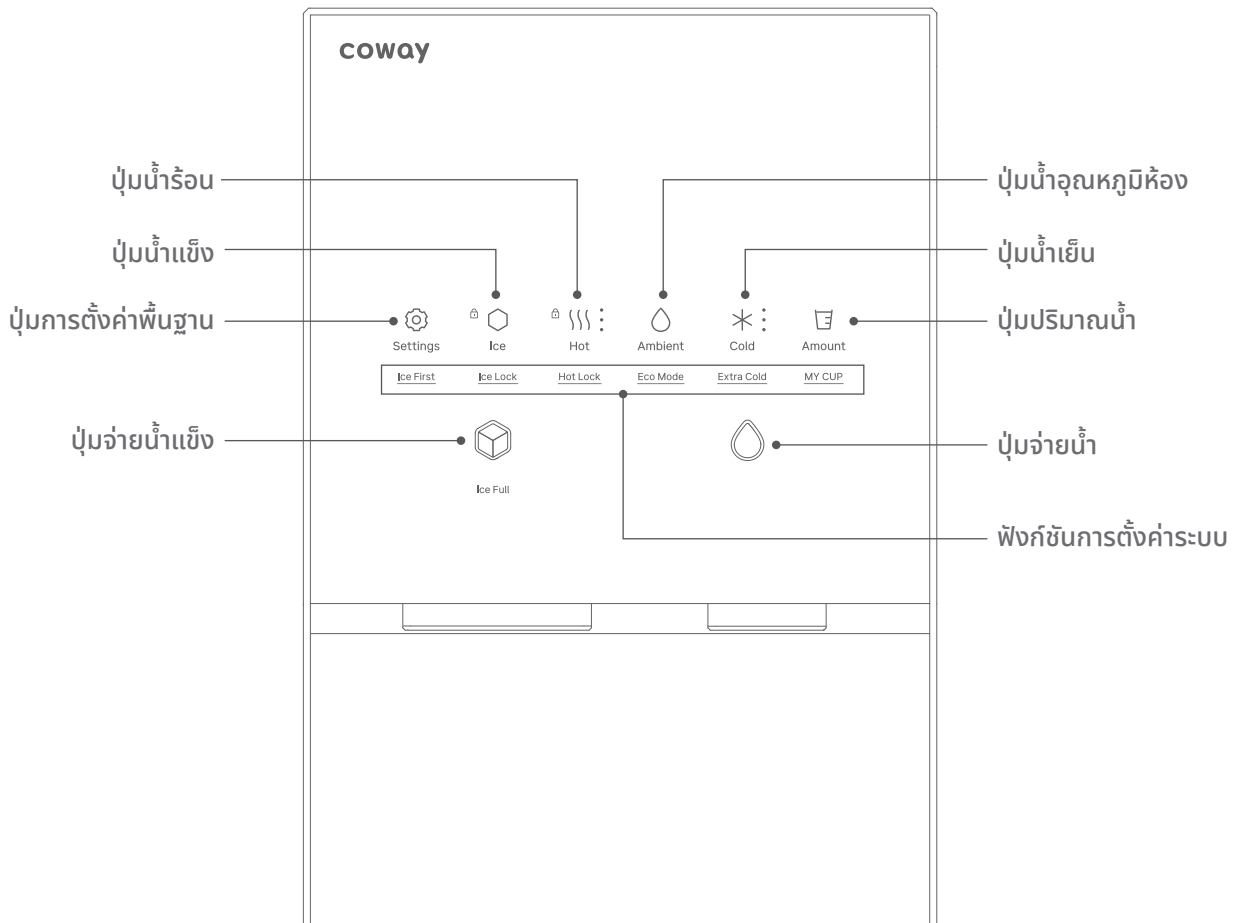 coway
ปุ่มน้ำร้อน
ปุ่มน้ำอุณหภูมิห้อง
ปุ่มน้ำแข็ง
ปุ่มน้ำเย็น
ปุ่มการตั้งค่าพื้นฐาน
ปุ่มปริมาณน้ำ
Settings Ice Hot Ambient Cold Amount
Ice First Ice Lock Hot Lock Eco Mode Extra Cold MY CUP
ปุ่มจ่ายน้ำแข็ง
ปุ่มจ่ายน้ำ
Ice Full
ฟังก์ชันการตั้งค่าระบบ